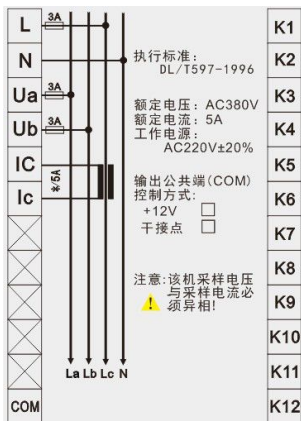 L
3A
N
Ua
3A
Ub
3A
IC
Ic
*/5A
COM
La Lb Lc N
执行标准：
DL/T597-1996
额定电压：AC380V
额定电流：5A
工作电源：
AC220V±20%
输出公共端(COM)
控制方式：
+12V
干接点
注意：该机采样电压
与采样电流必
须异相!
K1
K2
K3
K4
K5
K6
K7
K8
K9
K10
K11
K12